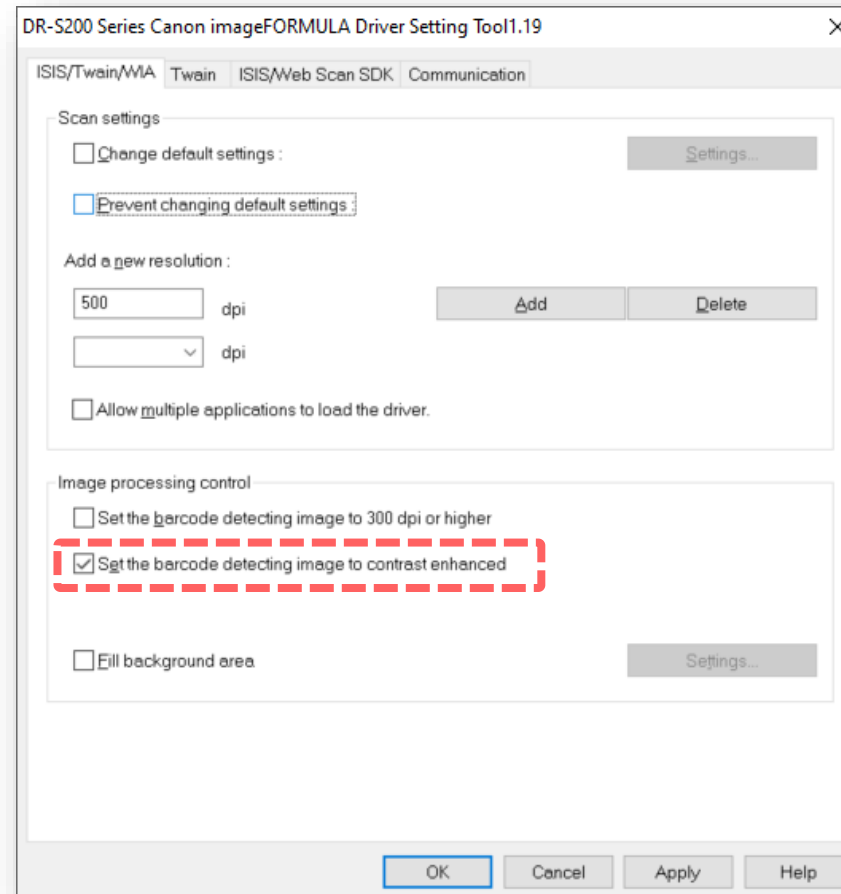 DR-S200 Series Canon imageFORMULA Driver Setting Tool1.19
ISIS/Twain/WIA Twain ISIS/Web Scan SDK Communication
Scan settings
Change default settings : Settings...
Prevent changing default settings :
Add a new resolution :
500 dpi Add Delete
dpi
Allow multiple applications to load the driver.
Image processing control
Set the barcode detecting image to 300 dpi or higher
Set the barcode detecting image to contrast enhanced
Fill background area Settings...
OK Cancel Apply Help